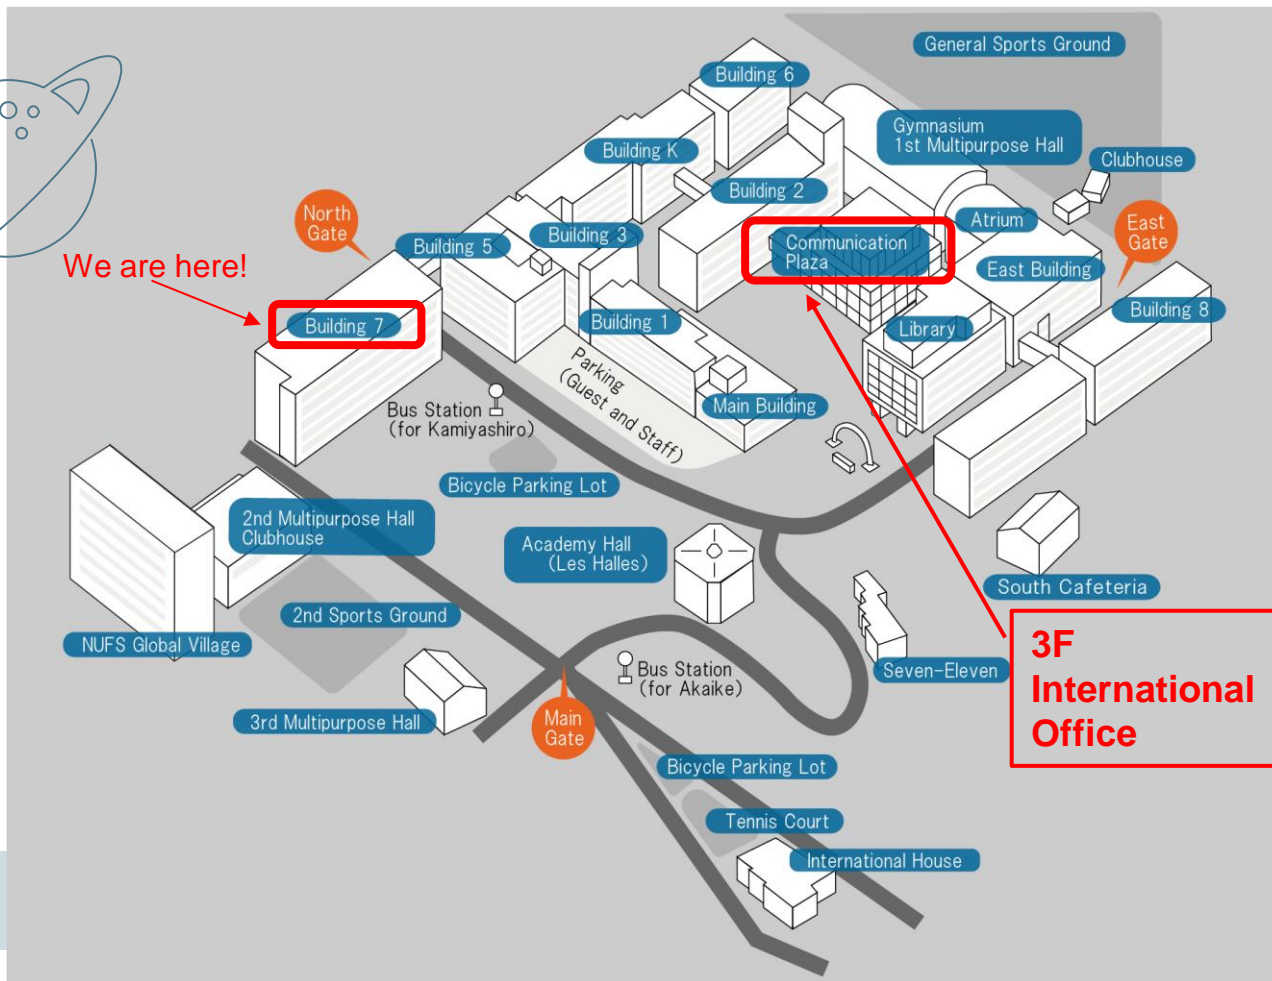 General Sports Ground
Building 6
Gymnasium
1st Multipurpose Hall
Building K
Clubhouse
Building 2
North
Gate
Atrium
East
Gate
Building 5
Building 3
Communication
Plaza
We are here!
East Building
Building 7
Building 1
Library
Building 8
Parking
(Guest and Staff)
Bus Station
(for Kamiyashiro)
Main Building
Bicycle Parking Lot
2nd Multipurpose Hall
Clubhouse
Academy Hall
(Les Halles)
South Cafeteria
2nd Sports Ground
NUFS Global Village
3F
International
Office
Bus Station
(for Akaike)
Seven-Eleven
3rd Multipurpose Hall
Main
Gate
Bicycle Parking Lot
Tennis Court
International House